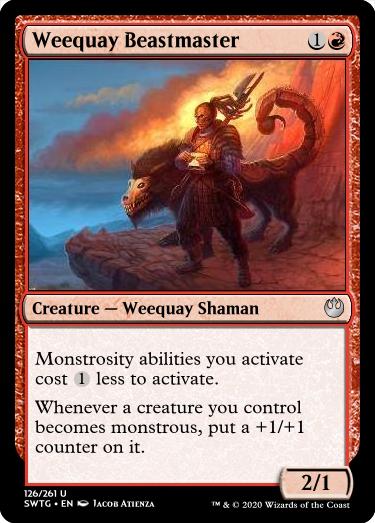 Weequay Beastmaster 1
Creature — Weequay Shaman
Monstrosity abilities you activate
cost 1 less to activate.
Whenever a creature you control
becomes monstrous, put a +1/+1
counter on it.
2/1
126/261 U
SWTG • EN Jacob Atienza
™ & © 2020 Wizards of the Coast